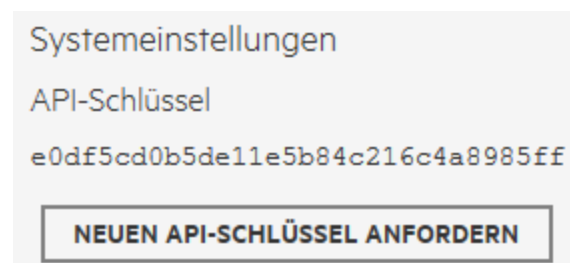 Systemeinstellungen
API-Schlüssel
e0df5cd0b5de11e5b84c216c4a8985ff
NEUEN API-SCHLÜSSEL ANFORDERN